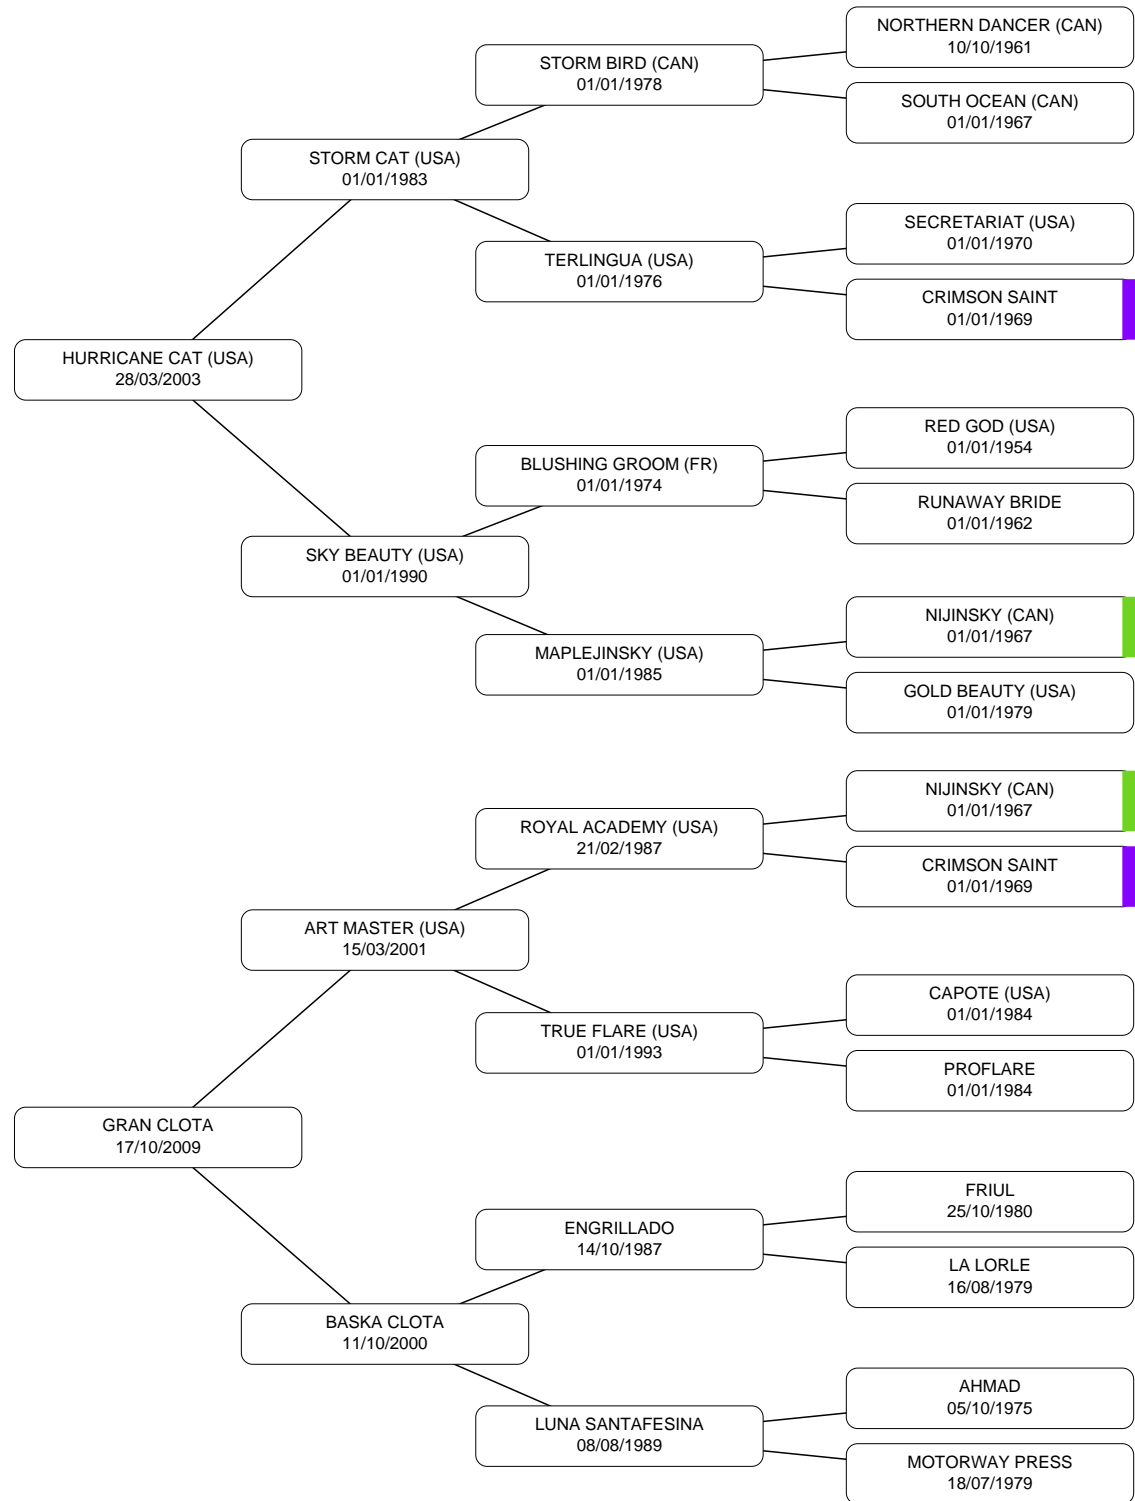 NORTHERN DANCER (CAN)
10/10/1961
STORM BIRD (CAN)
01/01/1978
SOUTH OCEAN (CAN)
01/01/1967
STORM CAT (USA)
01/01/1983
SECRETARIAT (USA)
01/01/1970
TERLINGUA (USA)
01/01/1976
CRIMSON SAINT
01/01/1969
HURRICANE CAT (USA)
28/03/2003
RED GOD (USA)
01/01/1954
BLUSHING GROOM (FR)
01/01/1974
RUNAWAY BRIDE
01/01/1962
SKY BEAUTY (USA)
01/01/1990
NIJINSKY (CAN)
01/01/1967
MAPLEJINSKY (USA)
01/01/1985
GOLD BEAUTY (USA)
01/01/1979
NIJINSKY (CAN)
01/01/1967
ROYAL ACADEMY (USA)
21/02/1987
CRIMSON SAINT
01/01/1969
ART MASTER (USA)
15/03/2001
CAPOTE (USA)
01/01/1984
TRUE FLARE (USA)
01/01/1993
PROFLARE
01/01/1984
GRAN CLOTA
17/10/2009
FRIUL
25/10/1980
ENGRILLADO
14/10/1987
LA LORLE
16/08/1979
BASKA CLOTA
11/10/2000
AHMAD
05/10/1975
LUNA SANTAFESINA
08/08/1989
MOTORWAY PRESS
18/07/1979